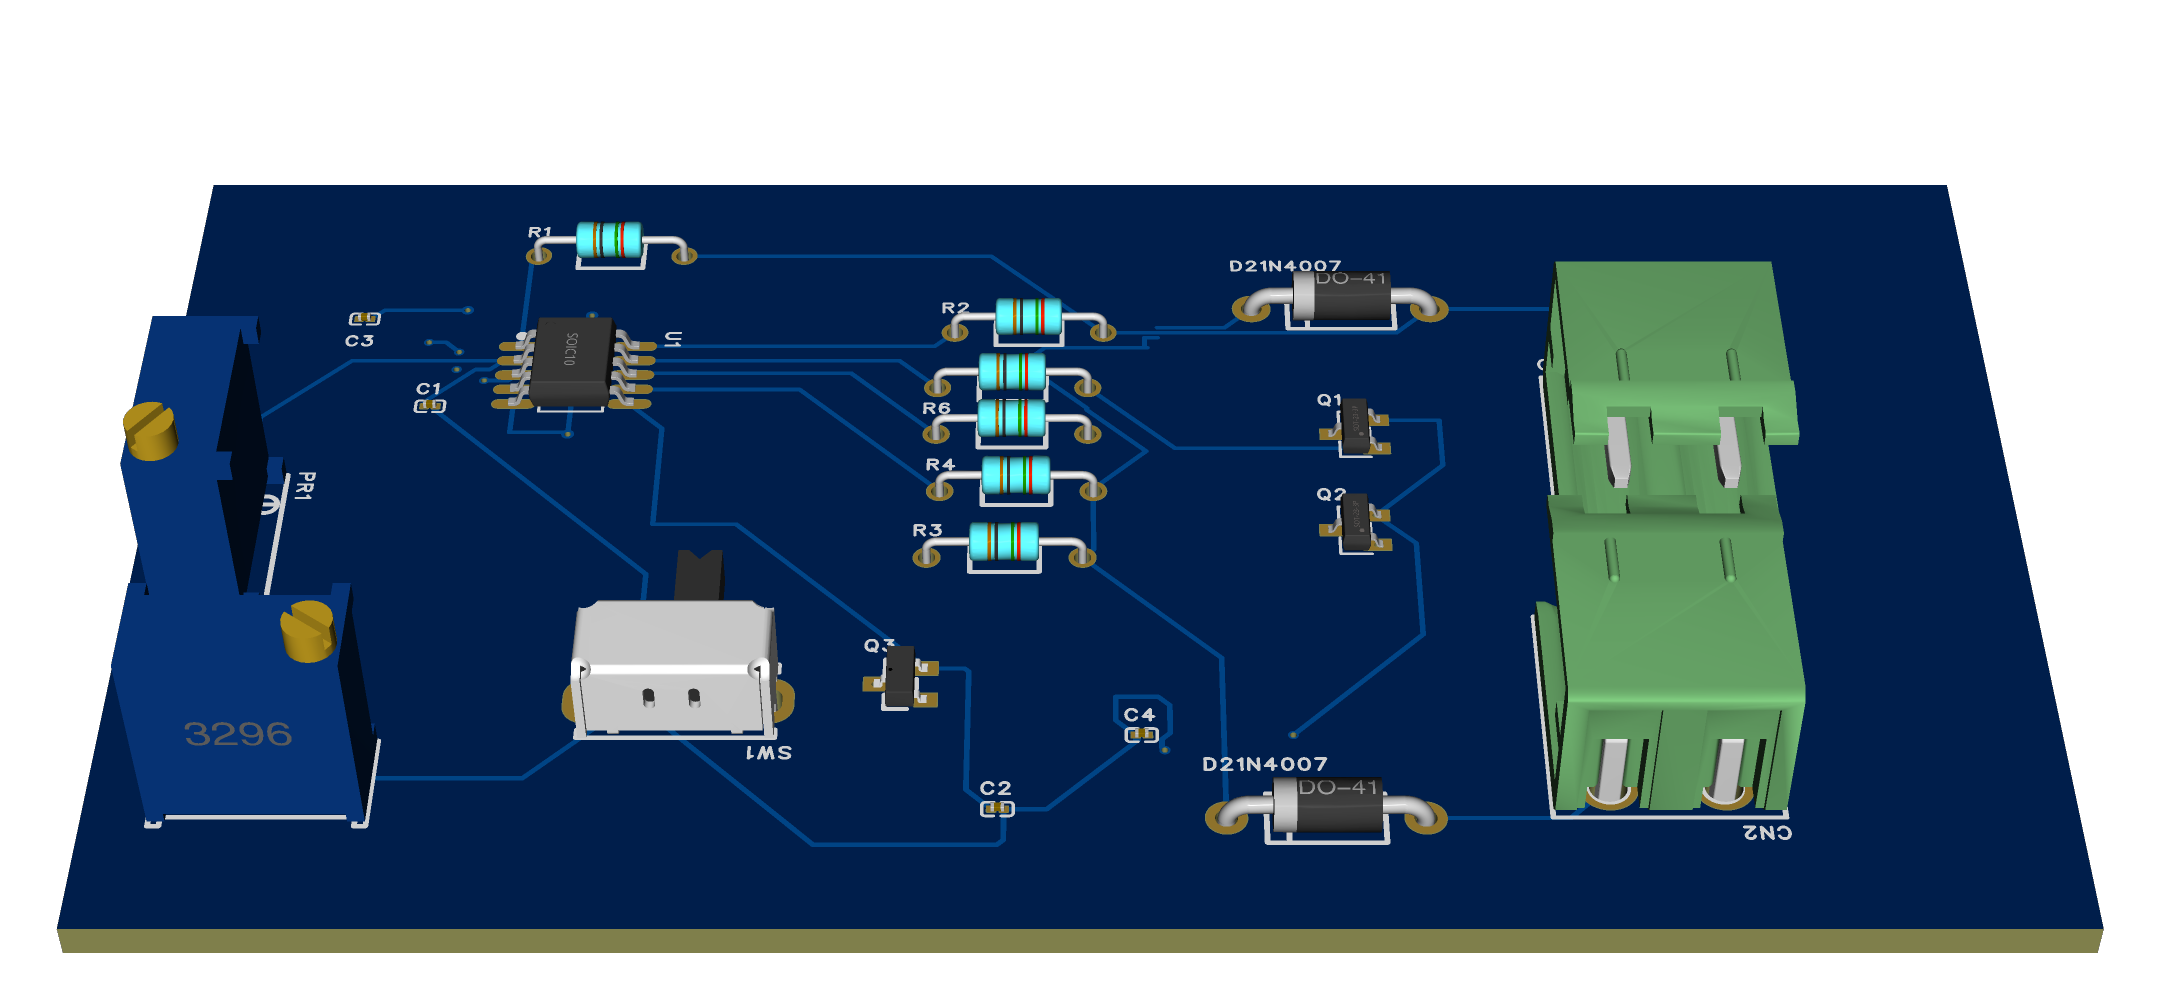 R1
D21N4007
DO-41
R2
C3
U1
SOIC10
C1
R6
Q1
R4
PR1
Q2
R3
Q3
3296
C4
SW1
D21N4007
C2
DO-41
CN2